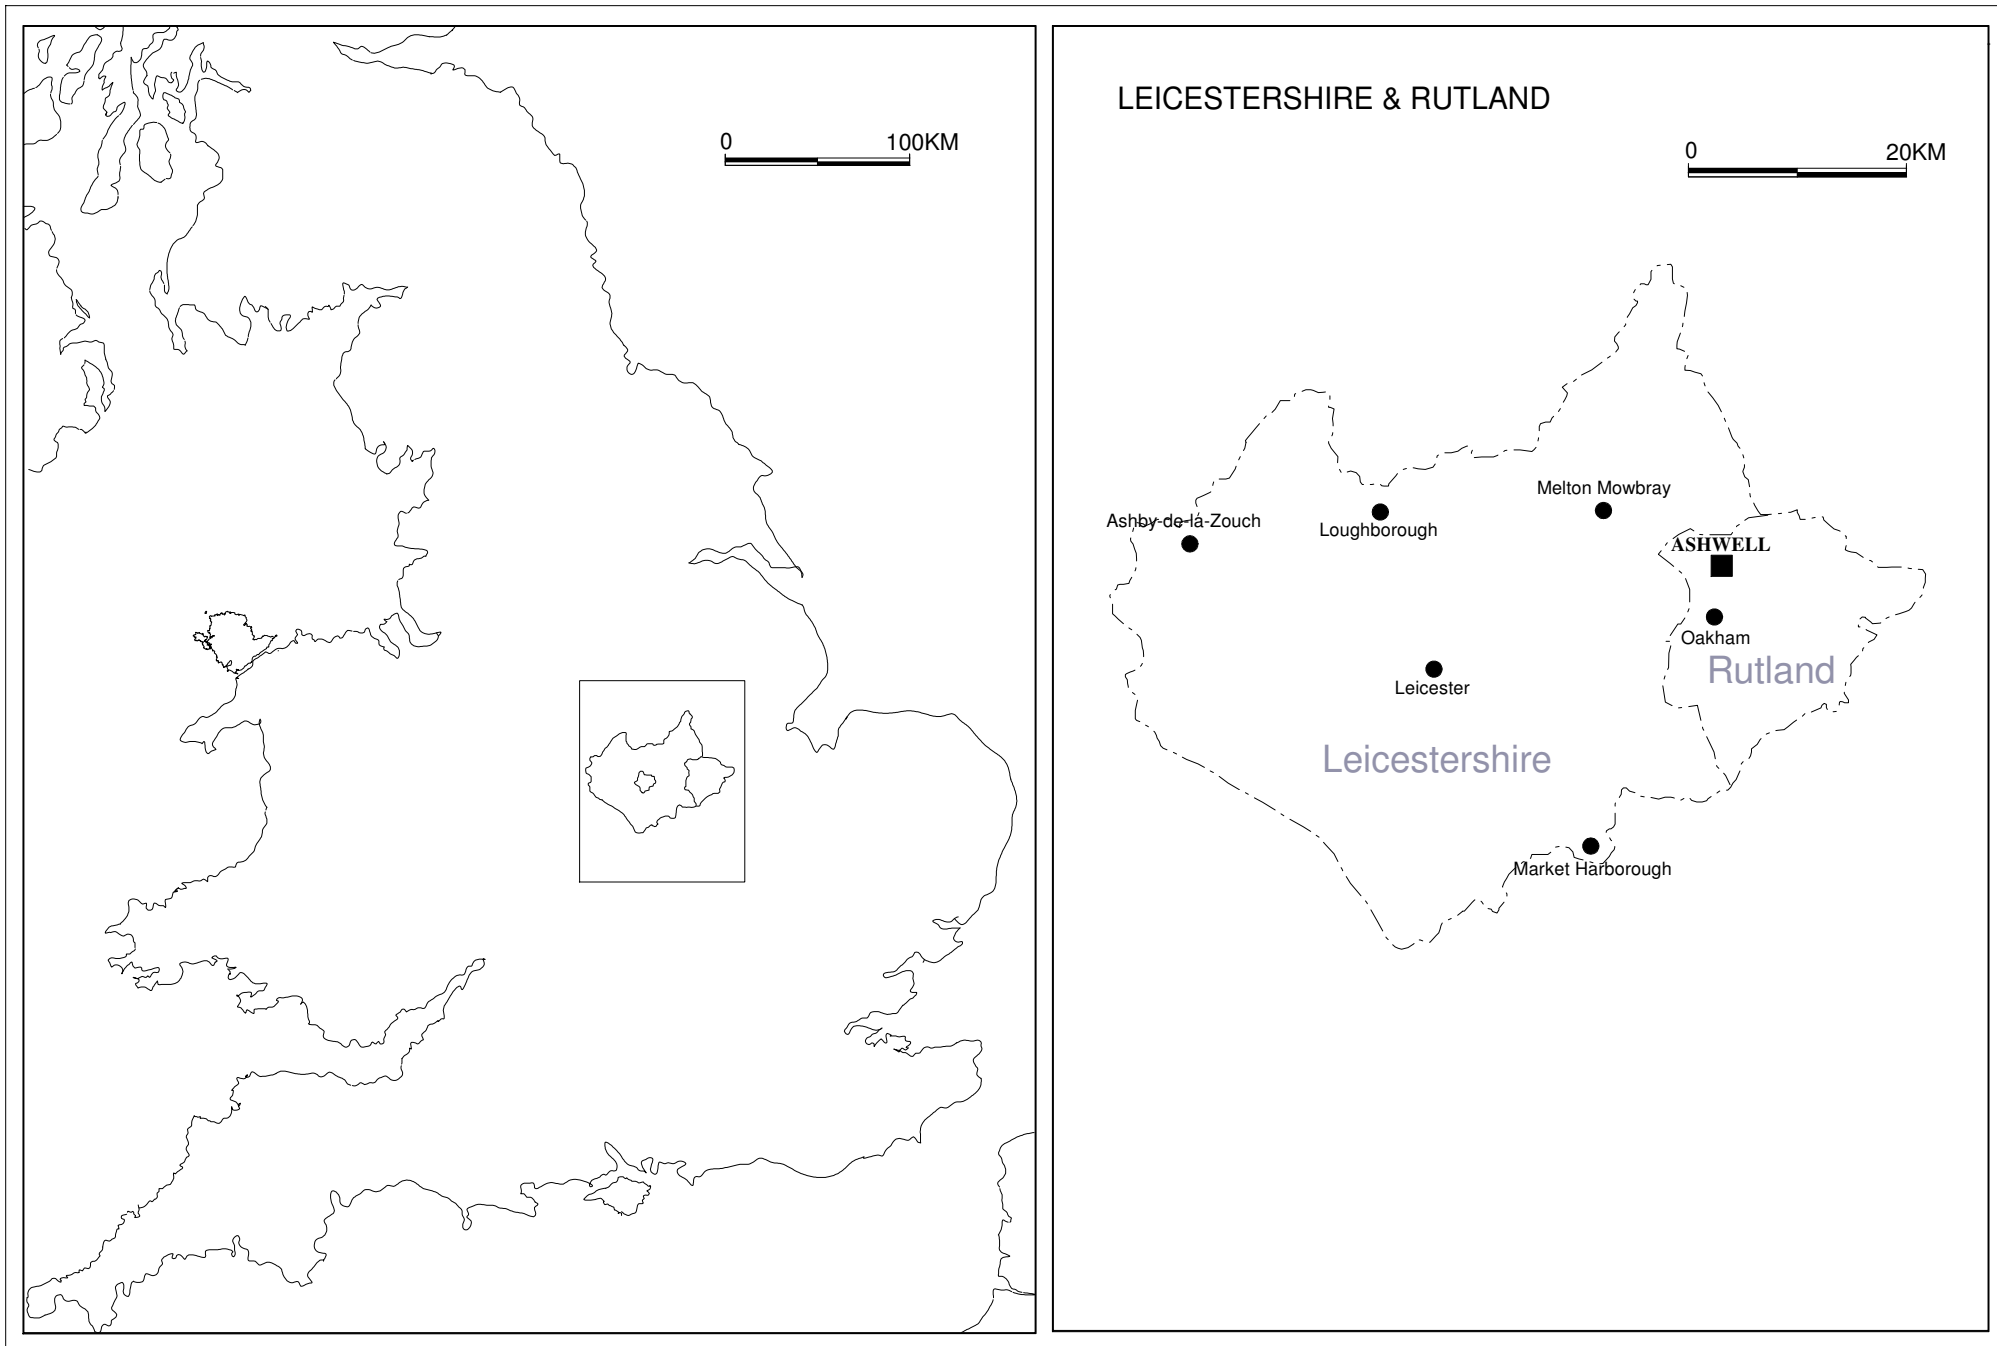 0 100KM
LEICESTERSHIRE & RUTLAND
0 20KM
Melton Mowbray
Ashby-de-la-Zouch
Loughborough
ASHWELL
Oakham
Rutland
Leicester
Leicestershire
Market Harborough